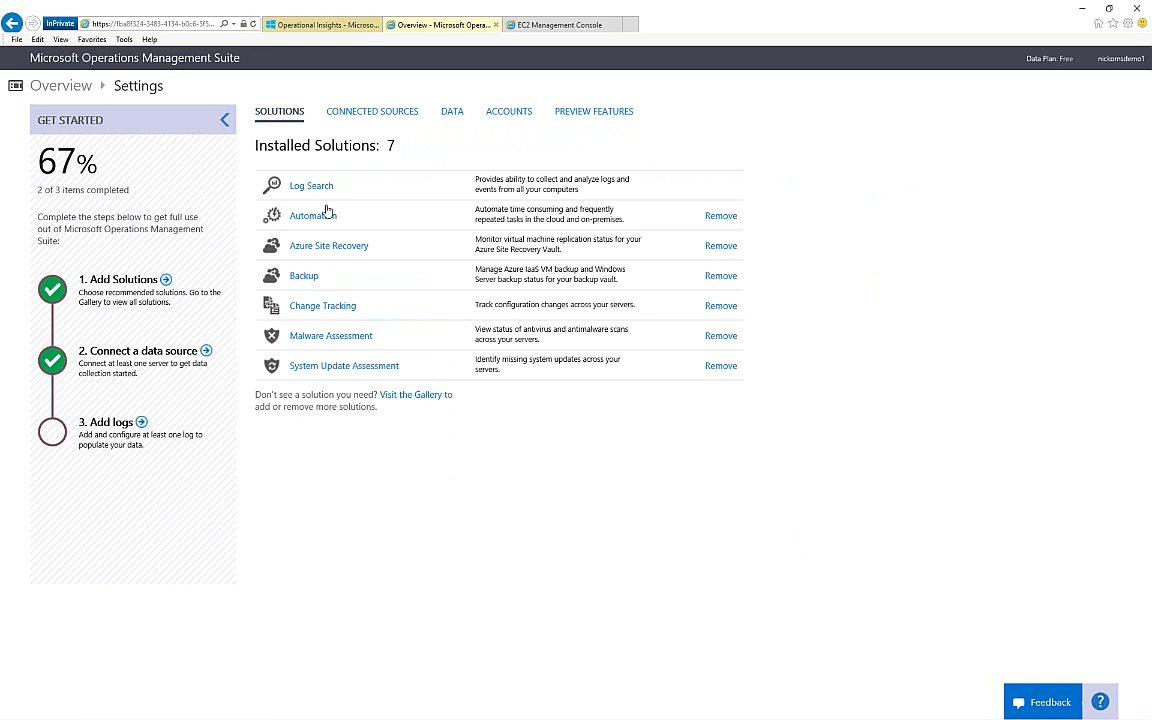 InPrivate
https://fba8f324-3483-4134-b0c6-5f5...
Operational Insights - Microso...
Overview - Microsoft Opera...
EC2 Management Console
File Edit View Favorites Tools Help
Microsoft Operations Management Suite
Data Plan: Free
nickomsdemo1
Overview Settings
GET STARTED
67%
2 of 3 items completed
Complete the steps below to get full use
out of Microsoft Operations Management
Suite:
1. Add Solutions
Choose recommended solutions. Go to the
Gallery to view all solutions.
2. Connect a data source
Connect at least one server to get data
collection started.
3. Add logs
Add and configure at least one log to
populate your data.
SOLUTIONS CONNECTED SOURCES DATA ACCOUNTS PREVIEW FEATURES
Installed Solutions: 7
Log Search
Provides ability to collect and analyze logs and
events from all your computers
Automation
Automate time consuming and frequently
repeated tasks in the cloud and on-premises.
Remove
Azure Site Recovery
Monitor virtual machine replication status for your
Azure Site Recovery Vault.
Remove
Backup
Manage Azure IaaS VM backup and Windows
Server backup status for your backup vault.
Remove
Change Tracking
Track configuration changes across your servers.
Remove
Malware Assessment
View status of antivirus and antimalware scans
across your servers.
Remove
System Update Assessment
Identify missing system updates across your
servers.
Remove
Don't see a solution you need? Visit the Gallery to
add or remove more solutions.
Feedback
?